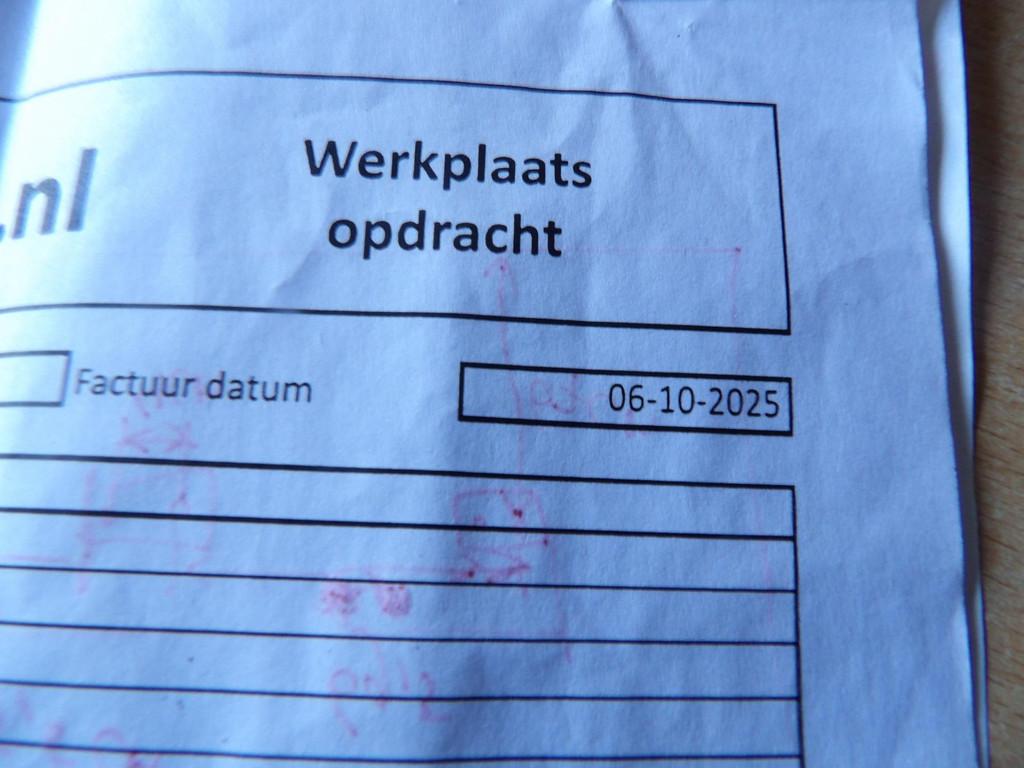 .nl
Werkplaats
opdracht
Factuur datum
06-10-2025